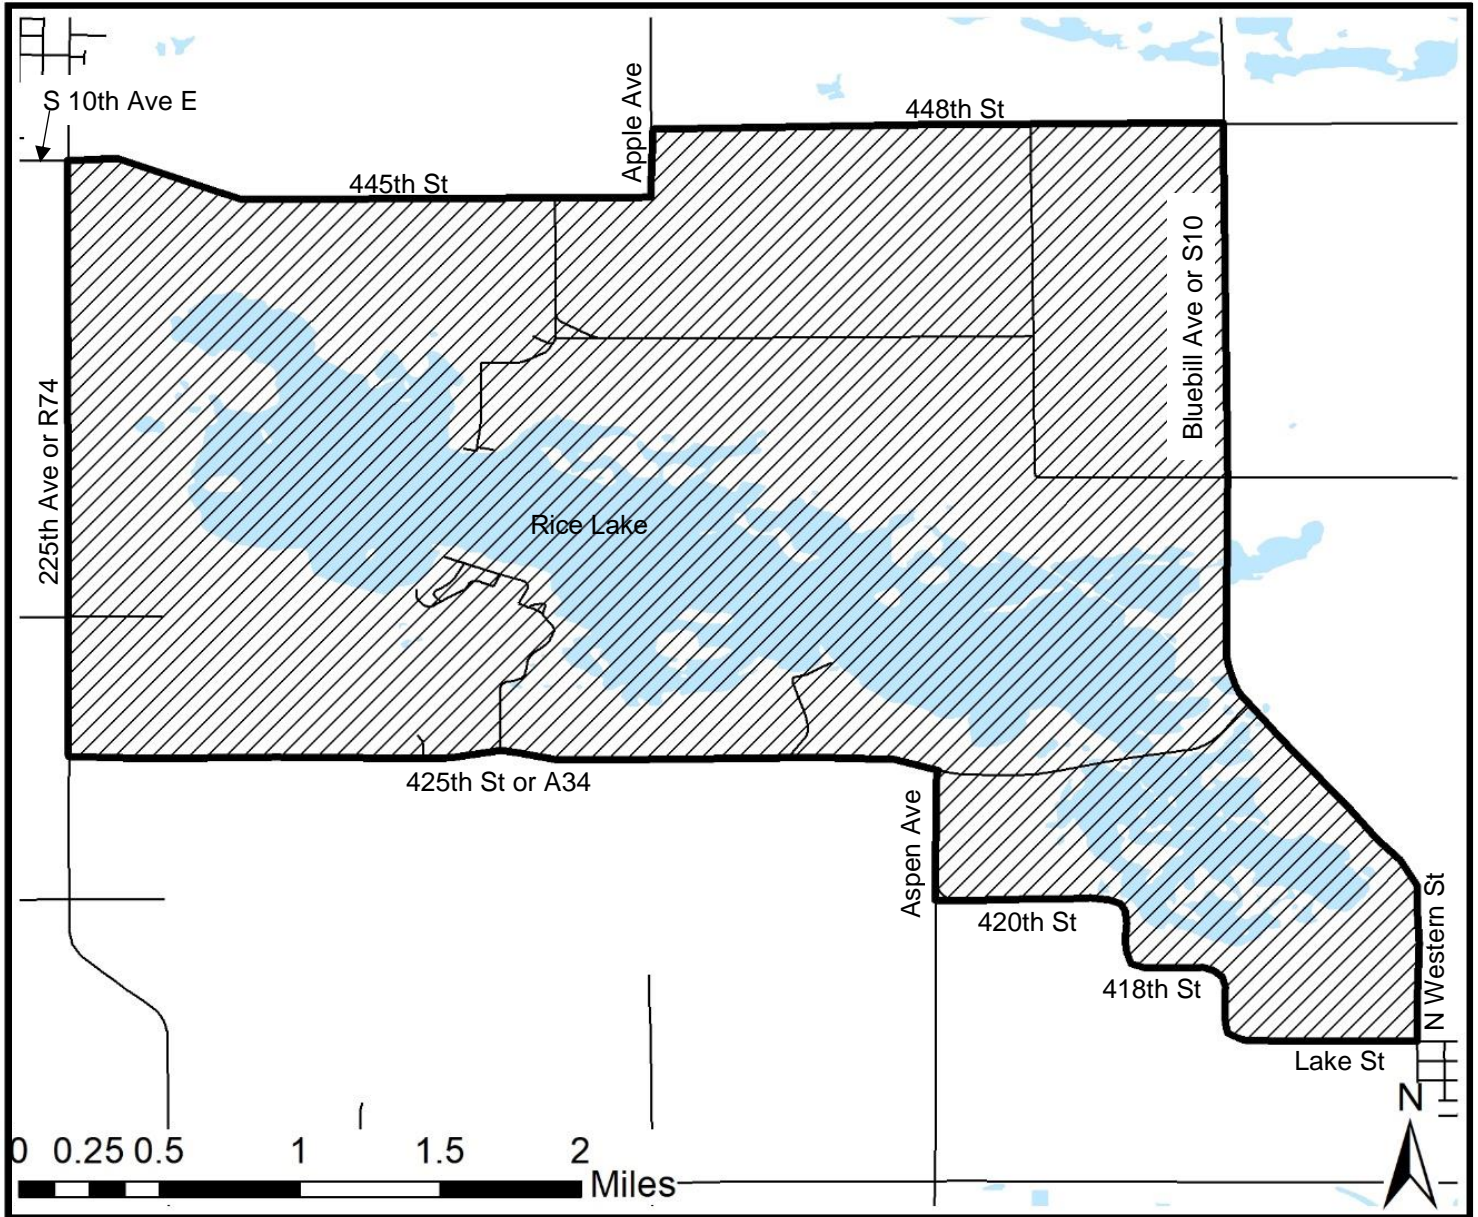 448th St
S 10th Ave E
Apple Ave
445th St
Bluebill Ave or S10
225th Ave or R74
Rice Lake
425th St or A34
Aspen Ave
420th St
N Western St
418th St
Lake St
N
0 0.25 0.5 1 1.5 2
Miles